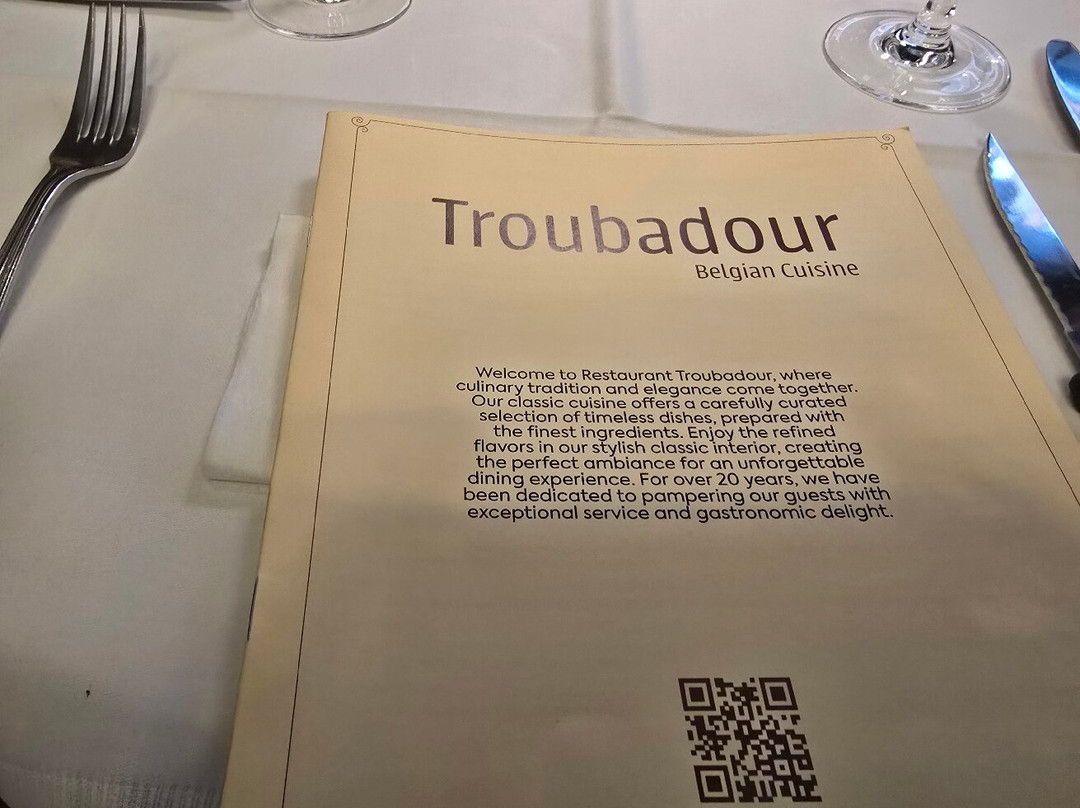 Troubadour
Belgian Cuisine
Welcome to Restaurant Troubadour, where
culinary tradition and elegance come together.
Our classic cuisine offers a carefully curated
selection of timeless dishes, prepared with
the finest ingredients. Enjoy the refined
flavors in our stylish classic interior, creating
the perfect ambiance for an unforgettable
dining experience. For over 20 years, we have
been dedicated to pampering our guests with
exceptional service and gastronomic delight.